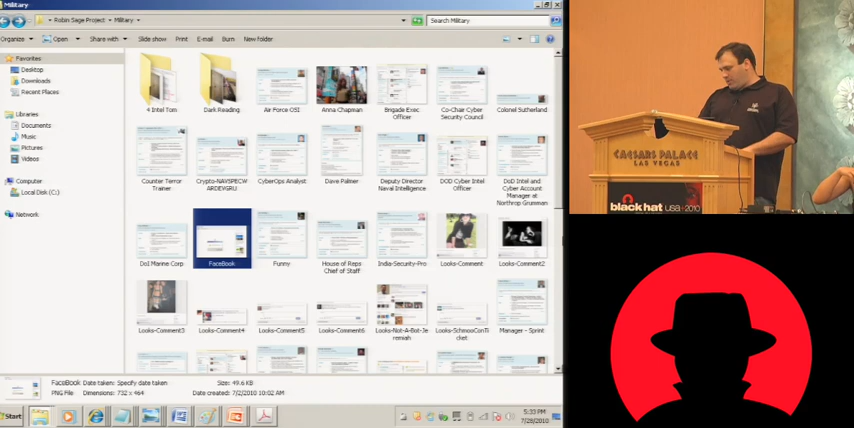 Military
Robin Sage Project
Military
Search Military
Organize
Open
Share with
Slide show
Print
E-mail
Burn
New folder
Favorites
Desktop
Downloads
Recent Places
Libraries
Documents
Music
Pictures
Videos
Computer
Local Disk (C:)
Network
4 Intel Tom
Dark Reading
Air Force OSI
Anna Chapman
Brigade Exec
Officer
Co-Chair Cyber
Security Council
Colonel Sutherland
Counter Terror
Trainer
Crypto-NAVSPECW
ARDEVGRU
CyberOps Analyst
Dave Palmer
Deputy Director
Naval Intelligence
DOD Cyber Intel
Officer
DoD Intel and
Cyber Account
Manager at
Northrop Grumman
DoI Marine Corp
FaceBook
Funny
House of Reps
Chief of Staff
India-Security-Pro
Looks-Comment
Looks-Comment2
Looks-Comment3
Looks-Comment4
Looks-Comment5
Looks-Comment6
Looks-Not-A-Bot-Je
remiah
Looks-SchmooConTi
cket
Manager - Sprint
FaceBook Date taken: Specify date taken
Size: 49.6 KB
PNG File
Dimensions: 732 x 464
Date created: 7/2/2010 10:02 AM
Start
5:33 PM
7/28/2010
CAESARS PALACE
LAS VEGAS
black hat USA 2010